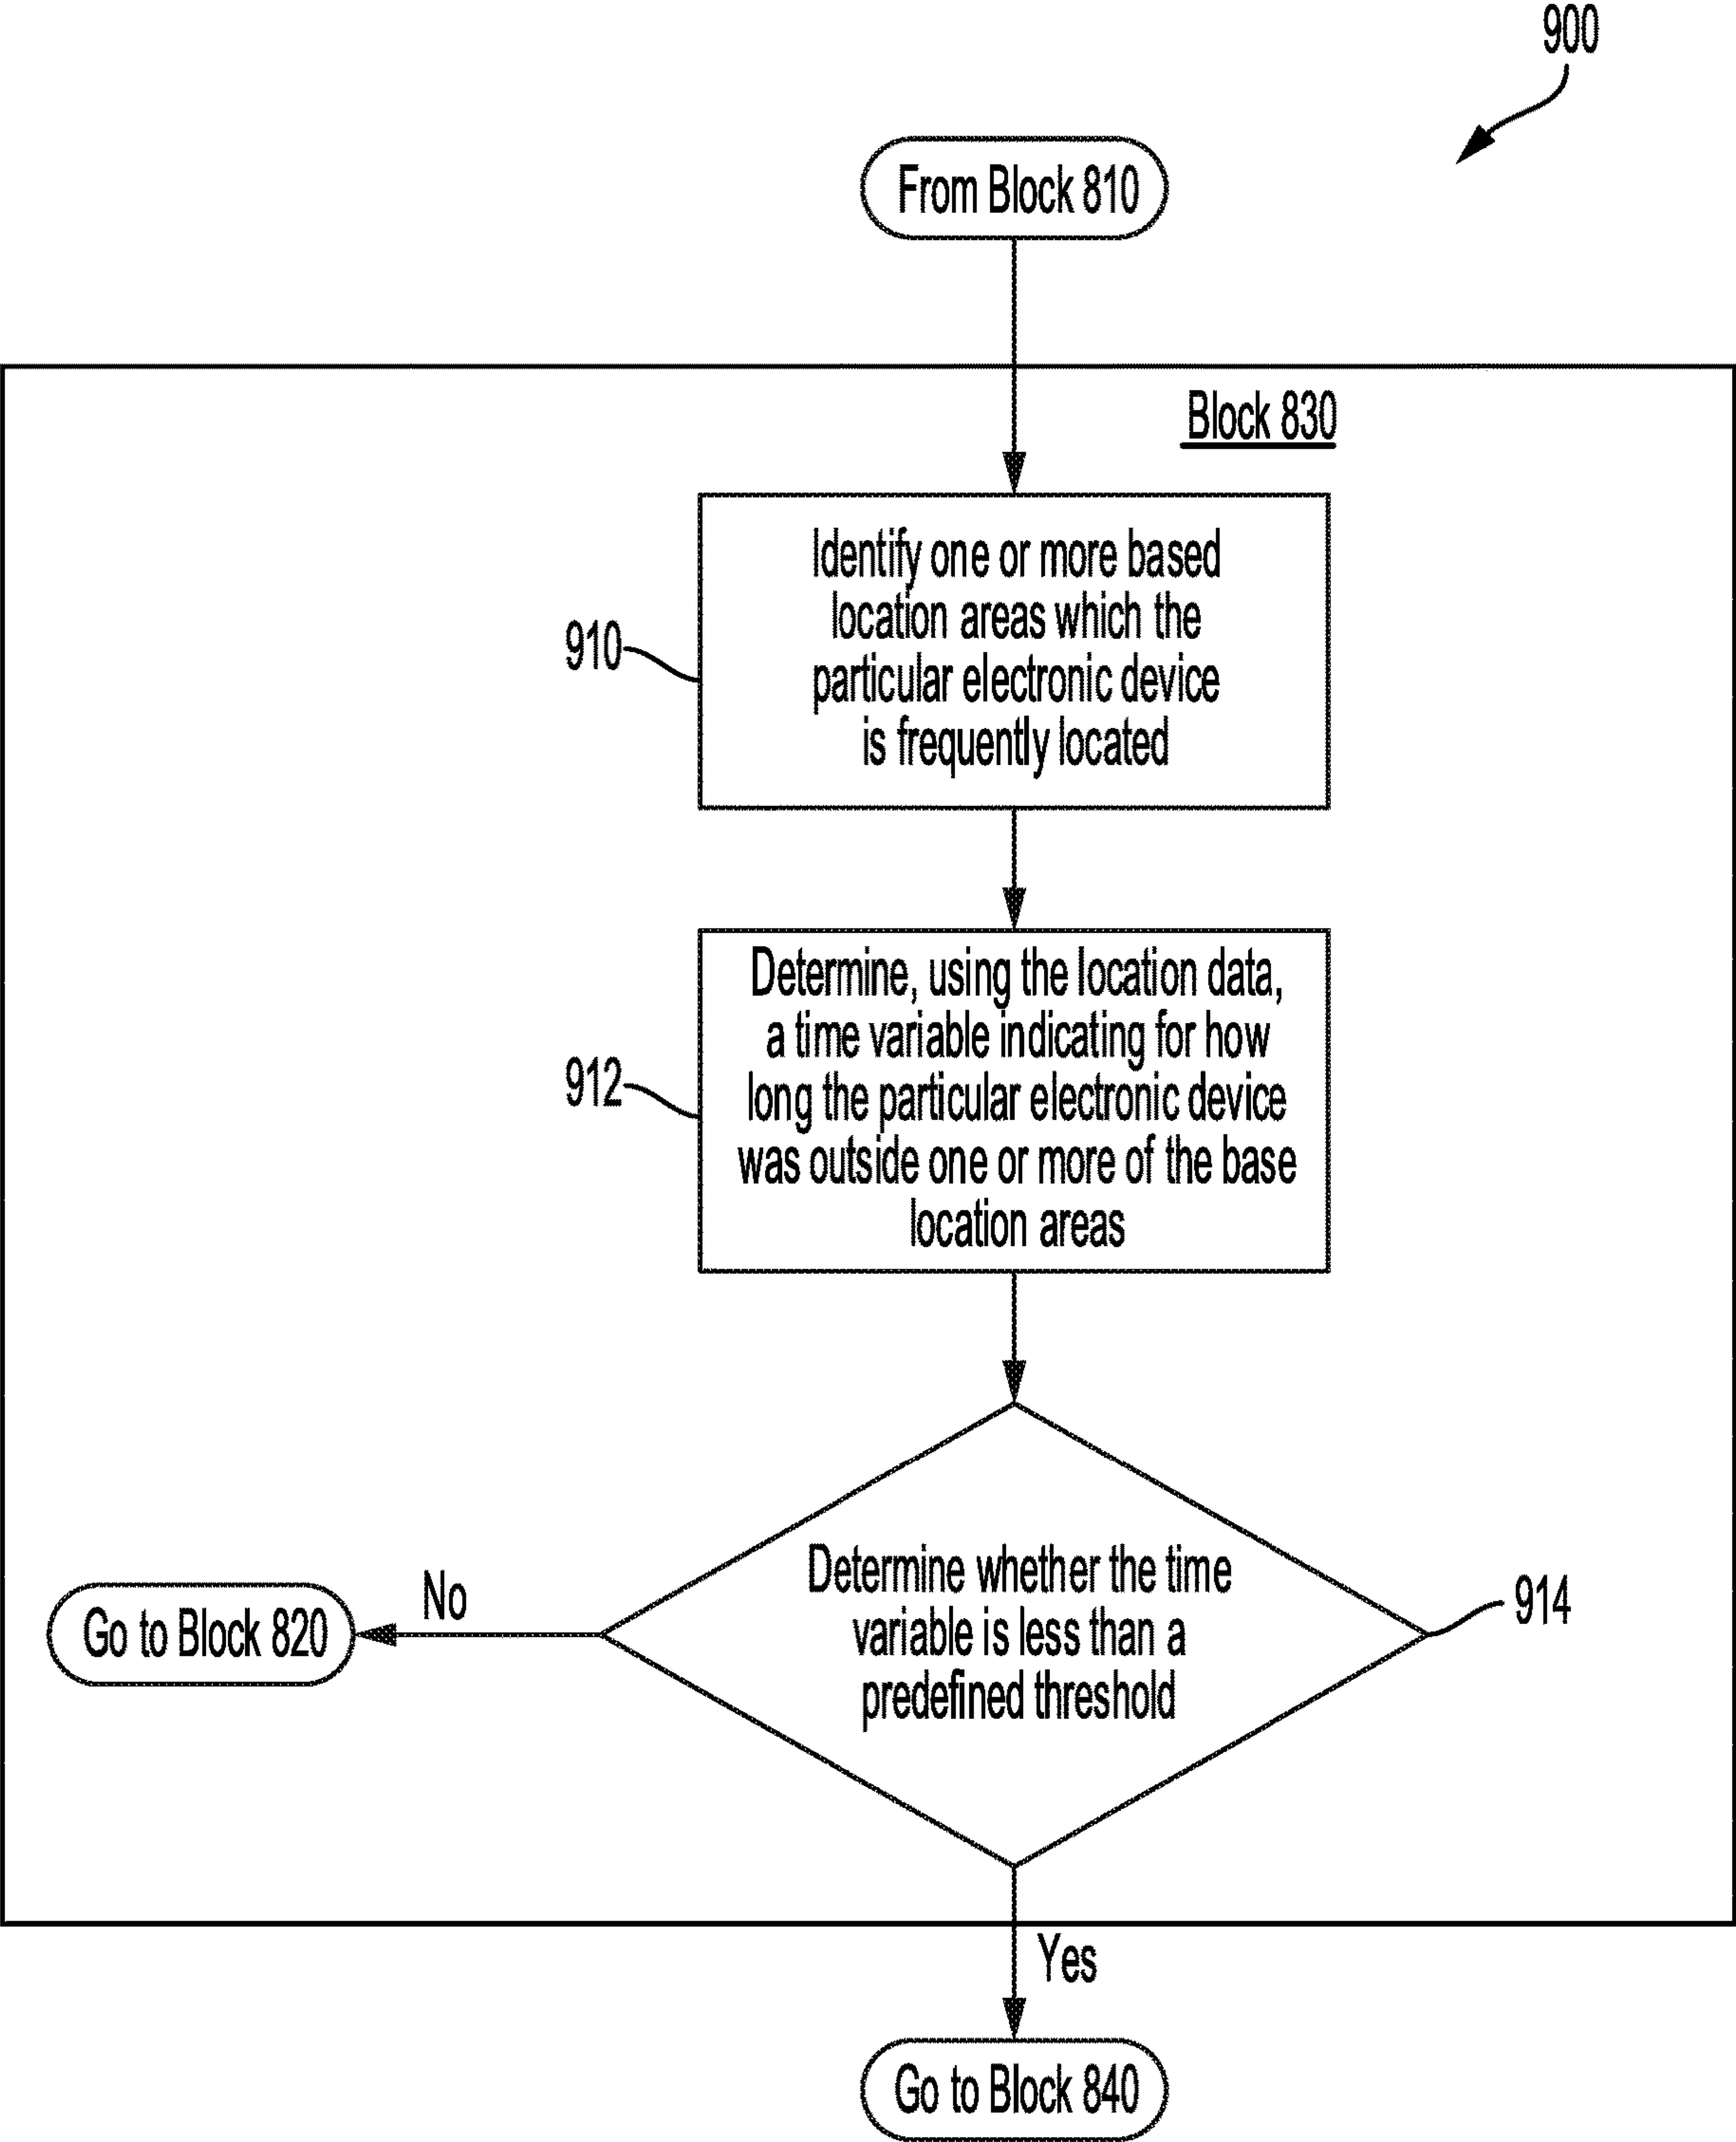 900
From Block 810
Block 830
Identify one or more based
location areas which the
particular electronic device
is frequently located
910
Determine, using the location data,
a time variable indicating for how
long the particular electronic device
was outside one or more of the base
location areas
912
Determine whether the time
variable is less than a
predefined threshold
914
No
Go to Block 820
Yes
Go to Block 840